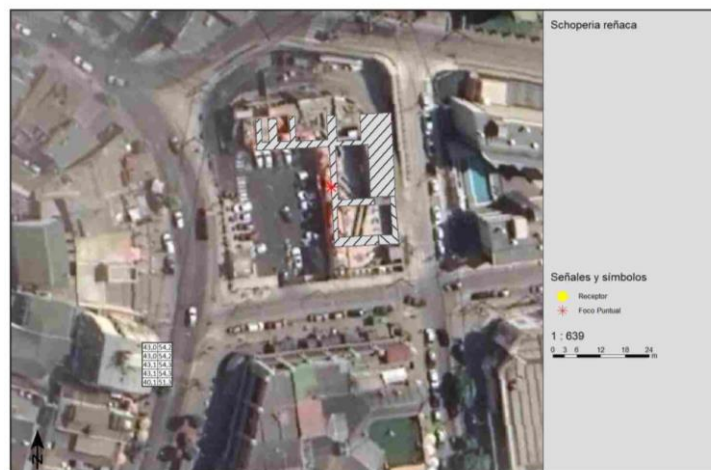 Schoperia reñaca
Señales y símbolos
Receptor
Foco Puntual
1 : 639
0 3 6 12 18 24
m
43,0 54,2
43,0 54,2
43,1 54,3
43,1 54,3
40,1 51,3
N